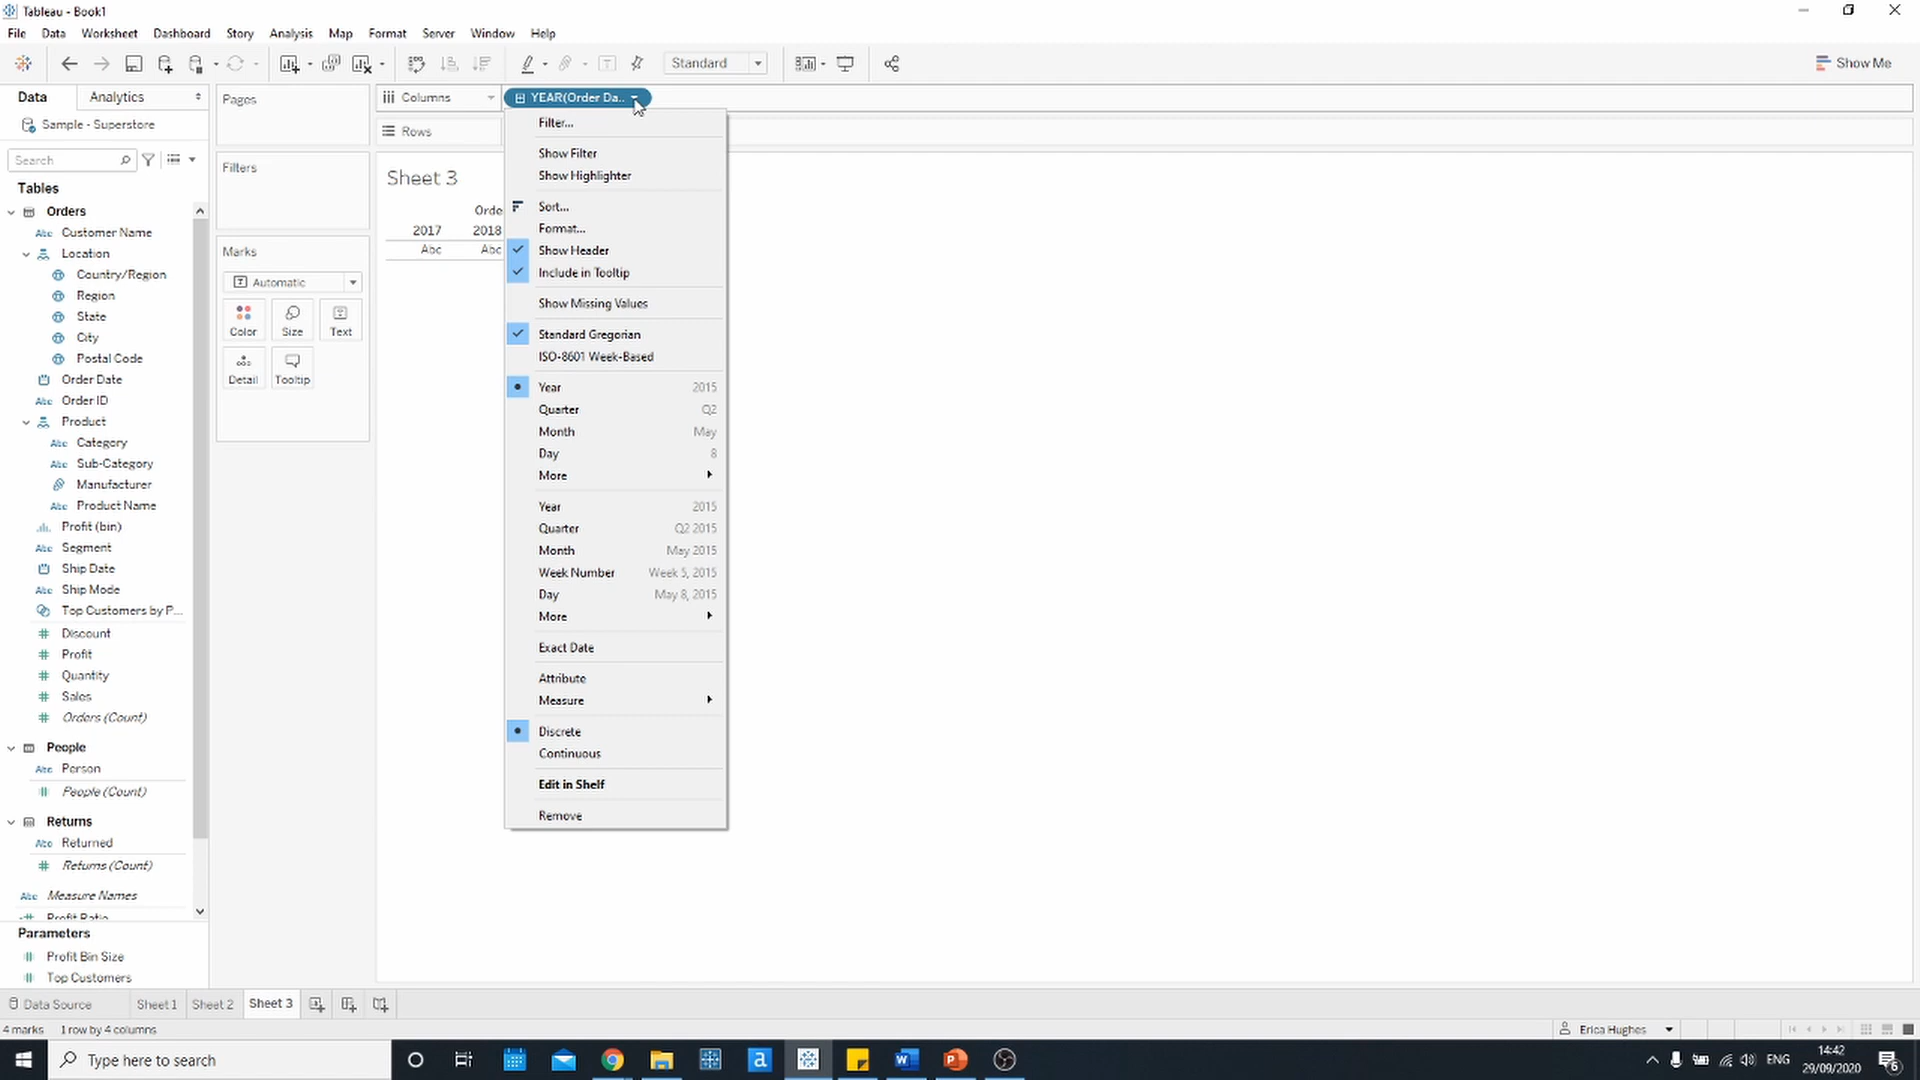 Tableau - Book1
File Data Worksheet Dashboard Story Analysis Map Format Server Window Help
Standard
Show Me
Data Analytics
Sample - Superstore
Search
Tables
Orders
Customer Name
Location
Country/Region
Region
State
City
Postal Code
Order Date
Order ID
Product
Category
Sub-Category
Manufacturer
Product Name
Profit (bin)
Segment
Ship Date
Ship Mode
Top Customers by P...
Discount
Profit
Quantity
Sales
Orders (Count)
People
Person
People (Count)
Returns
Returned
Returns (Count)
Measure Names
Profit Ratio
Parameters
Profit Bin Size
Top Customers
Pages
Filters
Marks
Automatic
Color Size Text
Detail Tooltip
Columns YEAR(Order Da..
Rows
Sheet 3
Orde
2017 2018
Abc Abc
Filter...
Show Filter
Show Highlighter
Sort...
Format...
Show Header
Include in Tooltip
Show Missing Values
Standard Gregorian
ISO-8601 Week-Based
Year 2015
Quarter Q2
Month May
Day 8
More
Year 2015
Quarter Q2 2015
Month May 2015
Week Number Week 5, 2015
Day May 8, 2015
More
Exact Date
Attribute
Measure
Discrete
Continuous
Edit in Shelf
Remove
Data Source Sheet 1 Sheet 2 Sheet 3
4 marks 1 row by 4 columns
Erica Hughes
Type here to search
ENG
14:42
29/09/2020
6